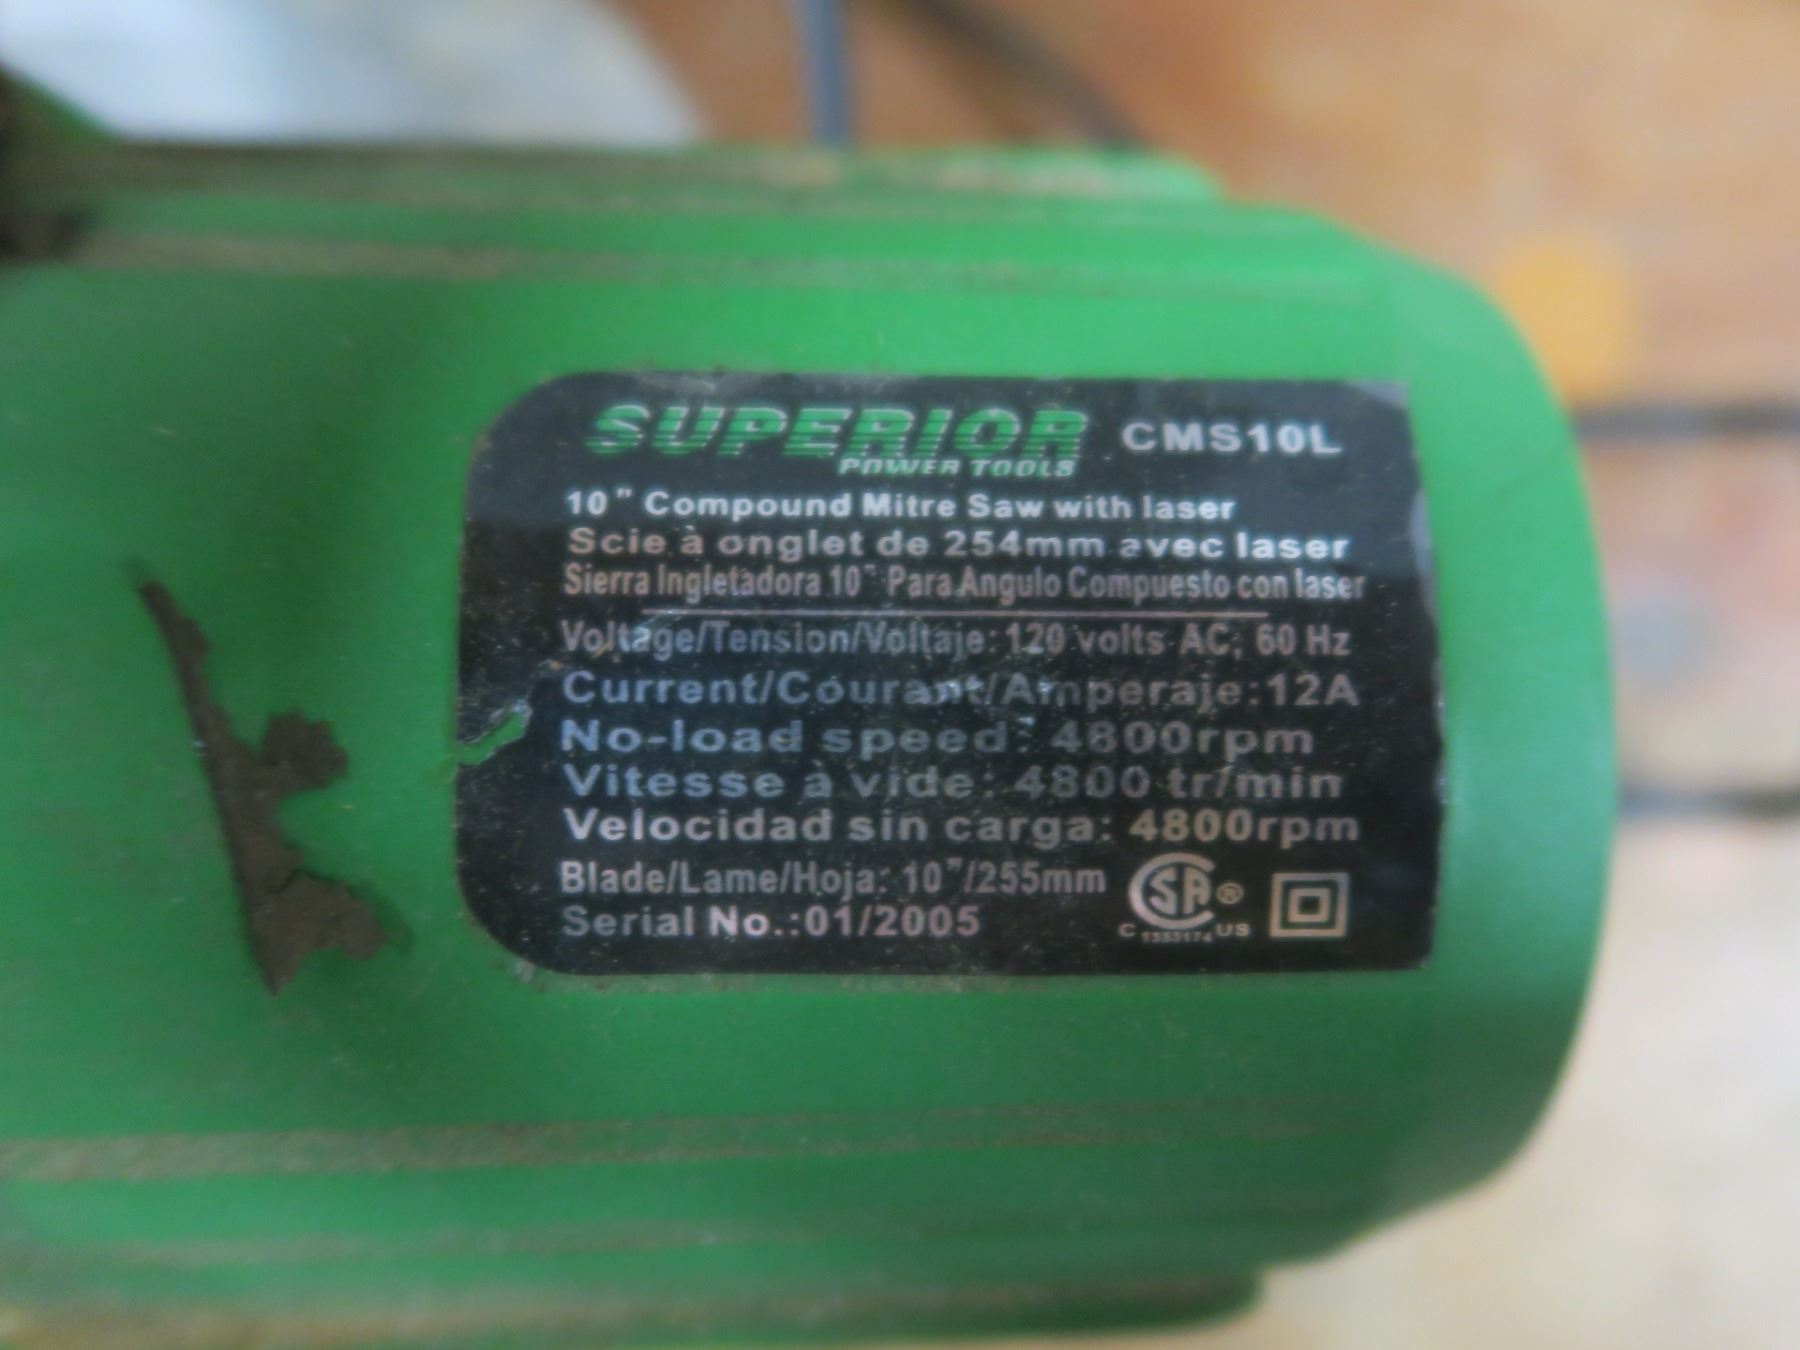 SUPERIOR CMS10L
POWER TOOLS
10" Compound Mitre Saw with laser
Scie à onglet de 254mm avec laser
Sierra Ingletadora 10" Para Angulo Compuesto con laser
Voltage/Tension/Voltaje: 120 volts AC, 60 Hz
Current/Courant/Amperaje:12A
No-load speed: 4800rpm
Vitesse à vide: 4800 tr/min
Velocidad sin carga: 4800rpm
Blade/Lame/Hoja: 10"/255mm
Serial No.:01/2005
CSA ®
C 1353174 US